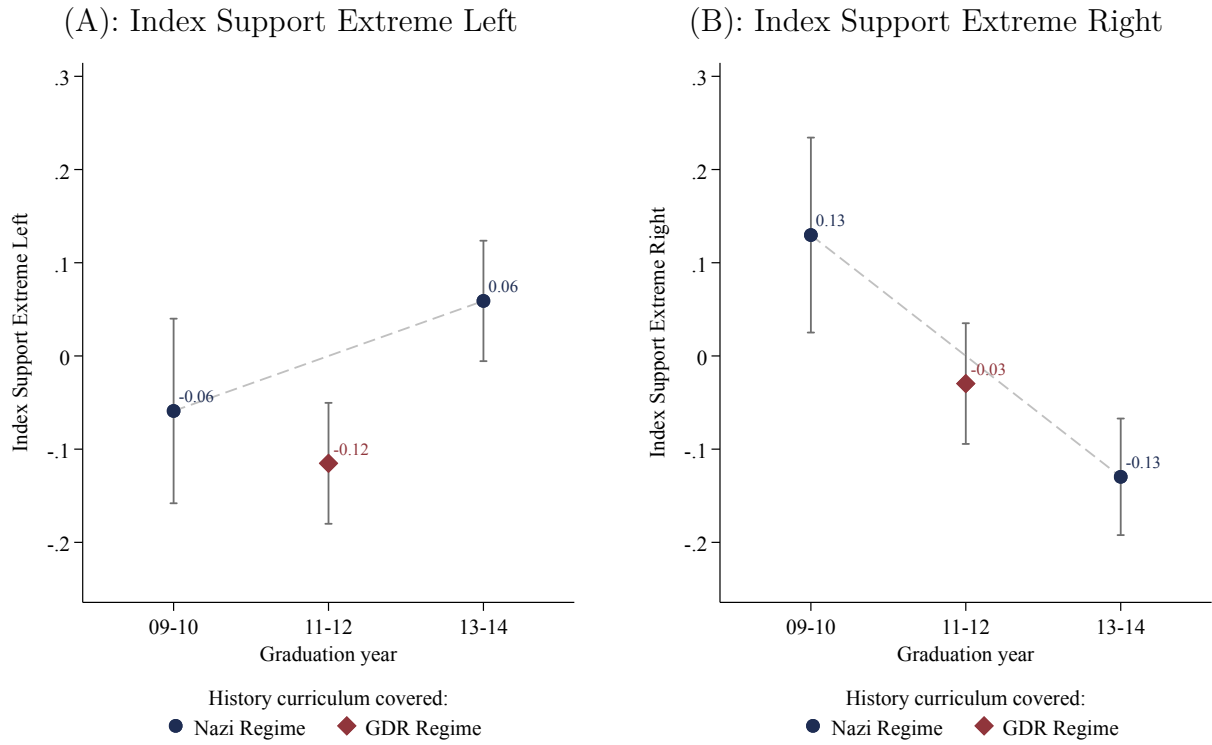 (A): Index Support Extreme Left
Index Support Extreme Left
.3
.2
.1
0
-.1
-.2
-0.06
-0.12
0.06
09-10
11-12
13-14
Graduation year
History curriculum covered:
Nazi Regime
GDR Regime
(B): Index Support Extreme Right
Index Support Extreme Right
.3
.2
.1
0
-.1
-.2
0.13
-0.03
-0.13
09-10
11-12
13-14
Graduation year
History curriculum covered:
Nazi Regime
GDR Regime